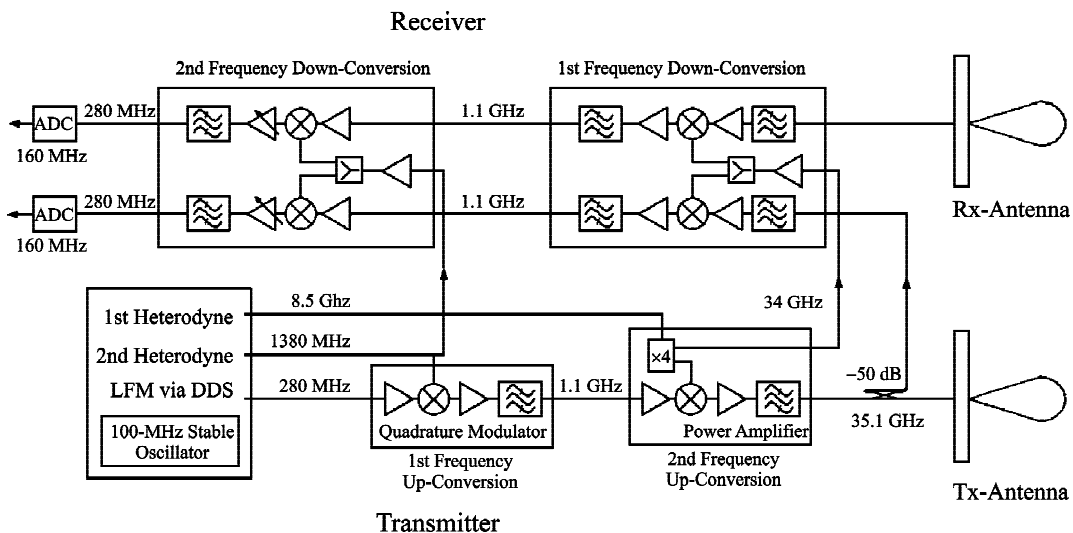 Receiver
2nd Frequency Down-Conversion
1st Frequency Down-Conversion
ADC
280 MHz
1.1 GHz
160 MHz
ADC
280 MHz
1.1 GHz
160 MHz
Rx-Antenna
1st Heterodyne
8.5 Ghz
34 GHz
2nd Heterodyne
1380 MHz
×4
LFM via DDS
280 MHz
1.1 GHz
−50 dB
35.1 GHz
100-MHz Stable
Oscillator
Quadrature Modulator
Power Amplifier
1st Frequency
Up-Conversion
2nd Frequency
Up-Conversion
Tx-Antenna
Transmitter